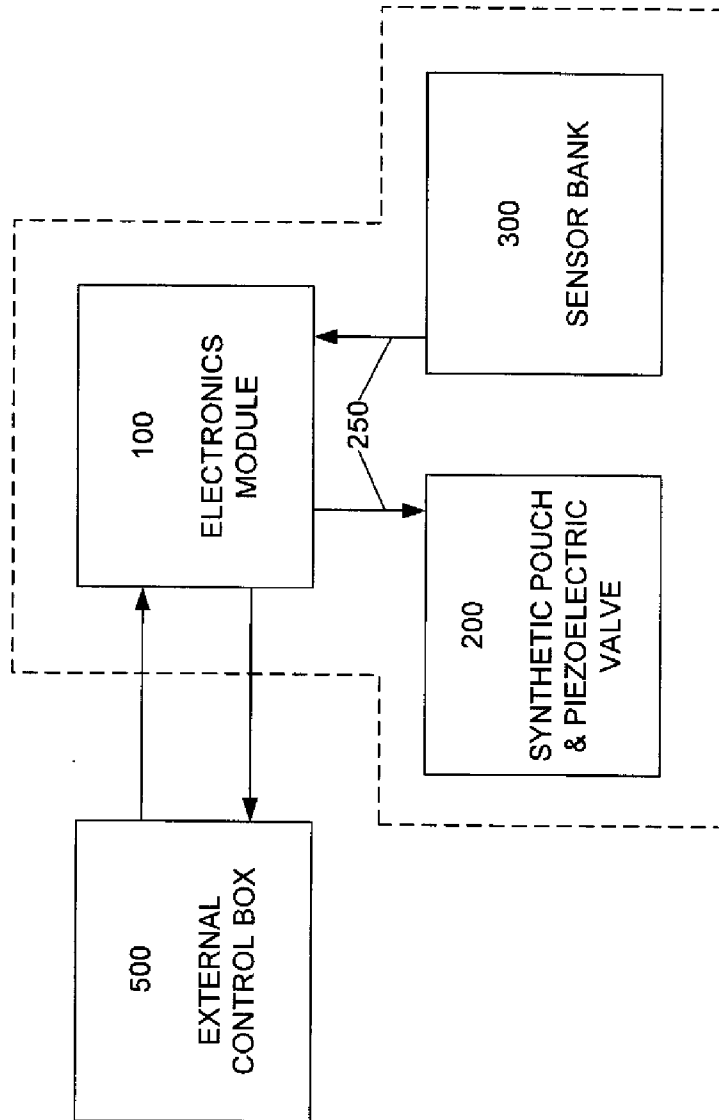 500
EXTERNAL
CONTROL BOX
100
ELECTRONICS
MODULE
250
200
SYNTHETIC POUCH
& PIEZOELECTRIC
VALVE
300
SENSOR BANK